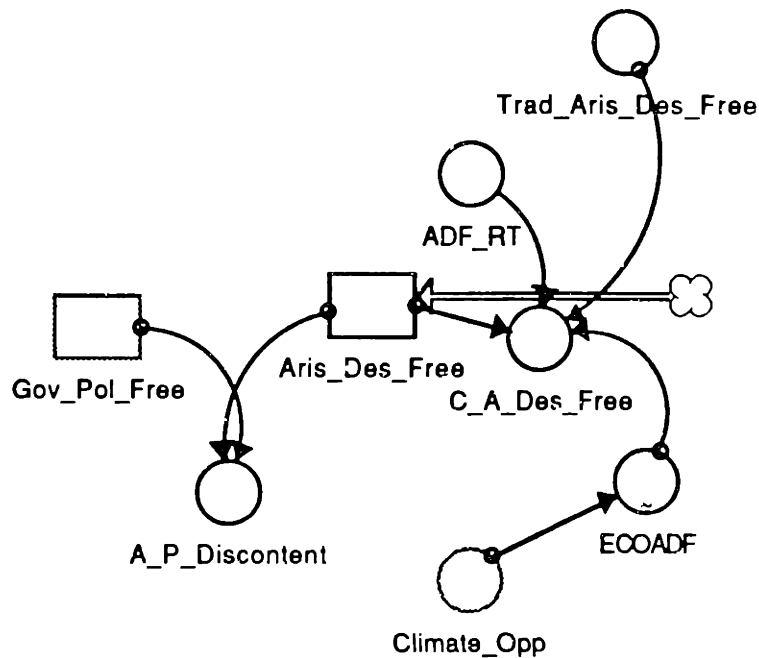 Trad_Aris_Des_Free
ADF_RT
Aris_Des_Free
Gov_Pol_Free
C_A_Des_Free
A_P_Discontent
ECOADF
~
Climate_Opp